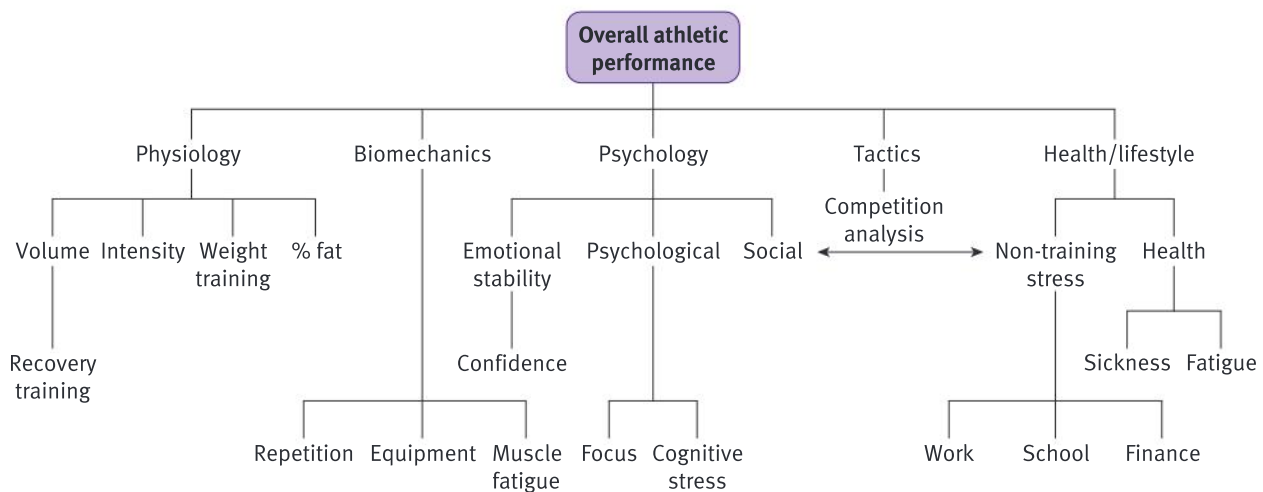 Overall athletic
performance
Physiology
Biomechanics
Psychology
Tactics
Health/lifestyle
Competition
analysis
Volume
Intensity
Weight
training
% fat
Emotional
stability
Psychological
Social
Non-training
stress
Health
Recovery
training
Confidence
Sickness
Fatigue
Repetition
Equipment
Muscle
fatigue
Focus
Cognitive
stress
Work
School
Finance